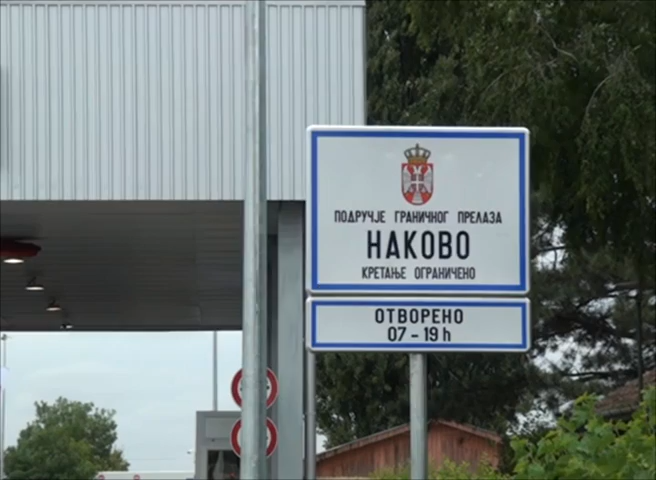 ПОДРУЧЈЕ ГРАНИЧНОГ ПРЕЛАЗА
НАКОВО
КРЕТАЊЕ ОГРАНИЧЕНО
ОТВОРЕНО
07 - 19 h